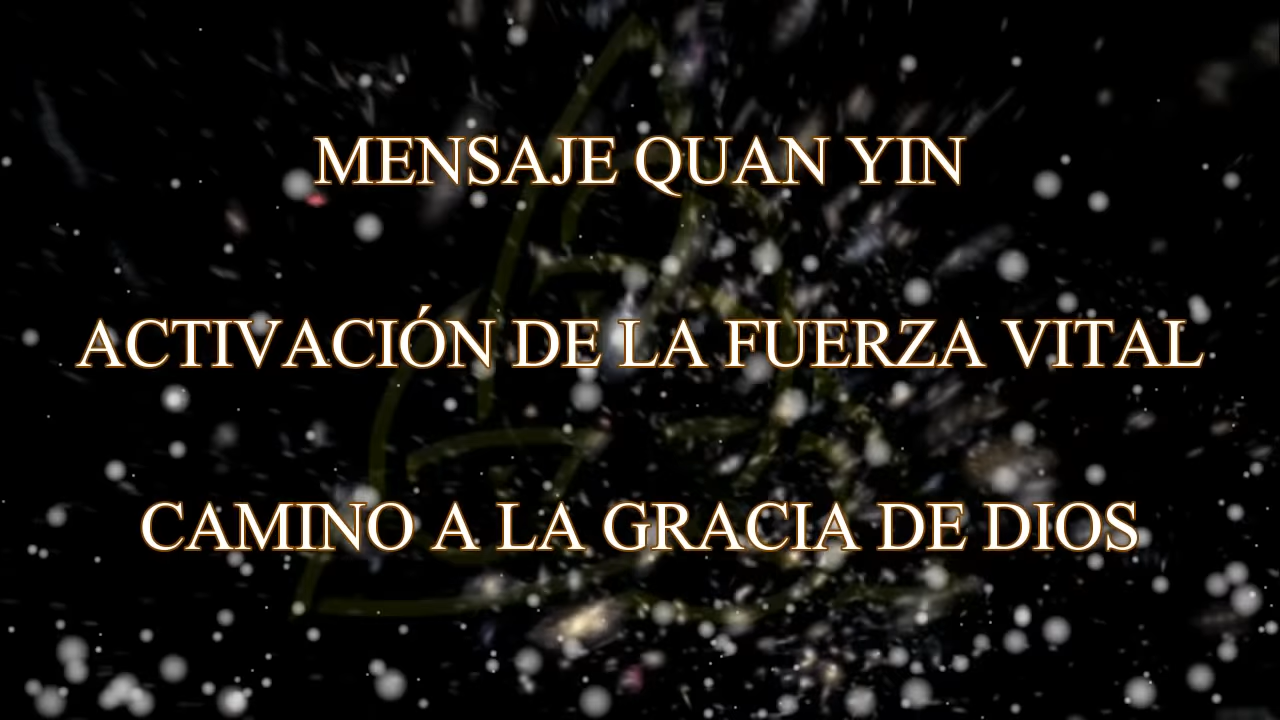 MENSAJE QUAN YIN
ACTIVACIÓN DE LA FUERZA VITAL
CAMINO A LA GRACIA DE DIOS